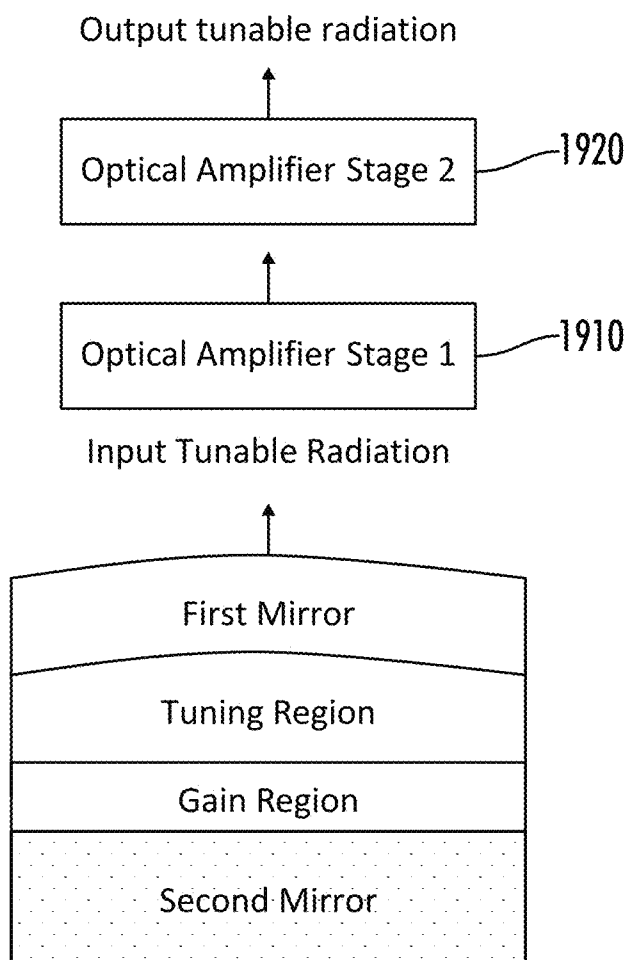 Output tunable radiation
Optical Amplifier Stage 2
1920
Optical Amplifier Stage 1
1910
Input Tunable Radiation
First Mirror
Tuning Region
Gain Region
Second Mirror